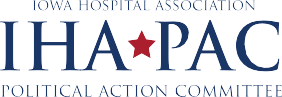 IOWA HOSPITAL ASSOCIATION
IHA PAC
POLITICAL ACTION COMMITTEE